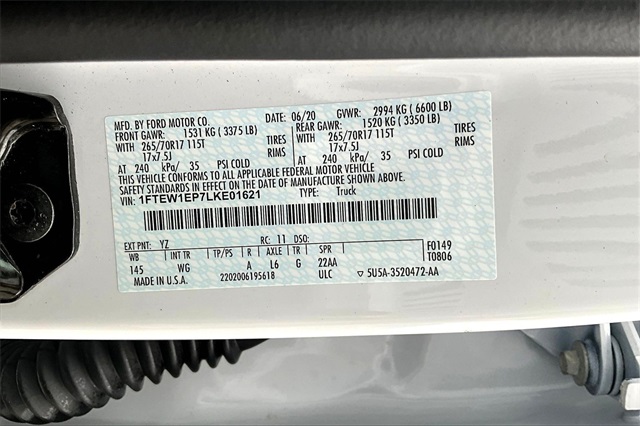 MFD. BY FORD MOTOR CO. DATE: 06/20 GVWR: 2994 KG (6600 LB)
FRONT GAWR: 1531 KG (3375 LB) REAR GAWR: 1520 KG (3350 LB)
WITH 265/70R17 115T TIRES WITH 265/70R17 115T TIRES
17x7.5J RIMS 17x7.5J RIMS
AT 240 kPa/ 35 PSI COLD AT 240 kPa/ 35 PSI COLD
THIS VEHICLE CONFORMS TO ALL APPLICABLE FEDERAL MOTOR VEHICLE
SAFETY STANDARDS IN EFFECT ON THE DATE OF MANUFACTURE SHOWN ABOVE.
VIN: 1FTEW1EP7LKE01621 TYPE: Truck
EXT PNT: YZ RC: 11 DSO: F0149
WB INT TR TP/PS R AXLE TR SPR T0806
145 WG A L6 G 22AA
MADE IN U.S.A. 2202006195618 ULC ▽ 5U5A-3520472-AA